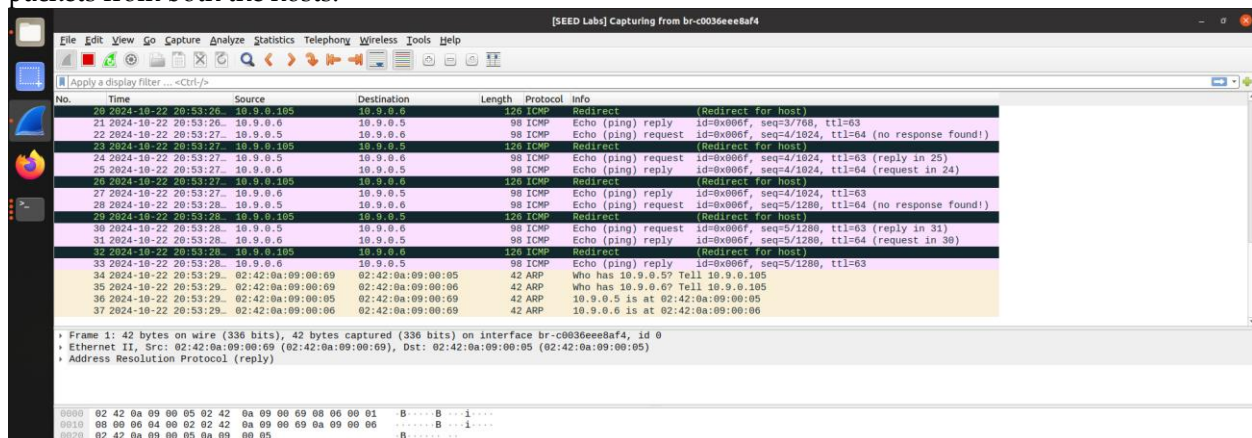 packets from both the hosts.
[SEED Labs] Capturing from br-c0036eee8af4
File Edit View Go Capture Analyze Statistics Telephony Wireless Tools Help
Apply a display filter ... <Ctrl-/>
No. Time Source Destination Length Protocol Info
20 2024-10-22 20:53:26… 10.9.0.105 10.9.0.6 126 ICMP Redirect (Redirect for host)
21 2024-10-22 20:53:26… 10.9.0.6 10.9.0.5 98 ICMP Echo (ping) reply id=0x006f, seq=3/768, ttl=63
22 2024-10-22 20:53:27… 10.9.0.5 10.9.0.6 98 ICMP Echo (ping) request id=0x006f, seq=4/1024, ttl=64 (no response found!)
23 2024-10-22 20:53:27… 10.9.0.105 10.9.0.5 126 ICMP Redirect (Redirect for host)
24 2024-10-22 20:53:27… 10.9.0.5 10.9.0.6 98 ICMP Echo (ping) request id=0x006f, seq=4/1024, ttl=63 (reply in 25)
25 2024-10-22 20:53:27… 10.9.0.6 10.9.0.5 98 ICMP Echo (ping) reply id=0x006f, seq=4/1024, ttl=64 (request in 24)
26 2024-10-22 20:53:27… 10.9.0.105 10.9.0.6 126 ICMP Redirect (Redirect for host)
27 2024-10-22 20:53:27… 10.9.0.6 10.9.0.5 98 ICMP Echo (ping) reply id=0x006f, seq=4/1024, ttl=63
28 2024-10-22 20:53:28… 10.9.0.5 10.9.0.6 98 ICMP Echo (ping) request id=0x006f, seq=5/1280, ttl=64 (no response found!)
29 2024-10-22 20:53:28… 10.9.0.105 10.9.0.5 126 ICMP Redirect (Redirect for host)
30 2024-10-22 20:53:28… 10.9.0.5 10.9.0.6 98 ICMP Echo (ping) request id=0x006f, seq=5/1280, ttl=63 (reply in 31)
31 2024-10-22 20:53:28… 10.9.0.6 10.9.0.5 98 ICMP Echo (ping) reply id=0x006f, seq=5/1280, ttl=64 (request in 30)
32 2024-10-22 20:53:28… 10.9.0.105 10.9.0.6 126 ICMP Redirect (Redirect for host)
33 2024-10-22 20:53:28… 10.9.0.6 10.9.0.5 98 ICMP Echo (ping) reply id=0x006f, seq=5/1280, ttl=63
34 2024-10-22 20:53:29… 02:42:0a:09:00:69 02:42:0a:09:00:05 42 ARP Who has 10.9.0.5? Tell 10.9.0.105
35 2024-10-22 20:53:29… 02:42:0a:09:00:69 02:42:0a:09:00:06 42 ARP Who has 10.9.0.6? Tell 10.9.0.105
36 2024-10-22 20:53:29… 02:42:0a:09:00:05 02:42:0a:09:00:69 42 ARP 10.9.0.5 is at 02:42:0a:09:00:05
37 2024-10-22 20:53:29… 02:42:0a:09:00:06 02:42:0a:09:00:69 42 ARP 10.9.0.6 is at 02:42:0a:09:00:06
Frame 1: 42 bytes on wire (336 bits), 42 bytes captured (336 bits) on interface br-c0036eee8af4, id 0
Ethernet II, Src: 02:42:0a:09:00:69 (02:42:0a:09:00:69), Dst: 02:42:0a:09:00:05 (02:42:0a:09:00:05)
Address Resolution Protocol (reply)
0000 02 42 0a 09 00 05 02 42 0a 09 00 69 08 06 00 01 ·B·····B ···i····
0010 08 00 06 04 00 02 02 42 0a 09 00 69 0a 09 00 06 ·······B ···i····
0020 02 42 0a 09 00 05 0a 09 00 05 ·B······ ··